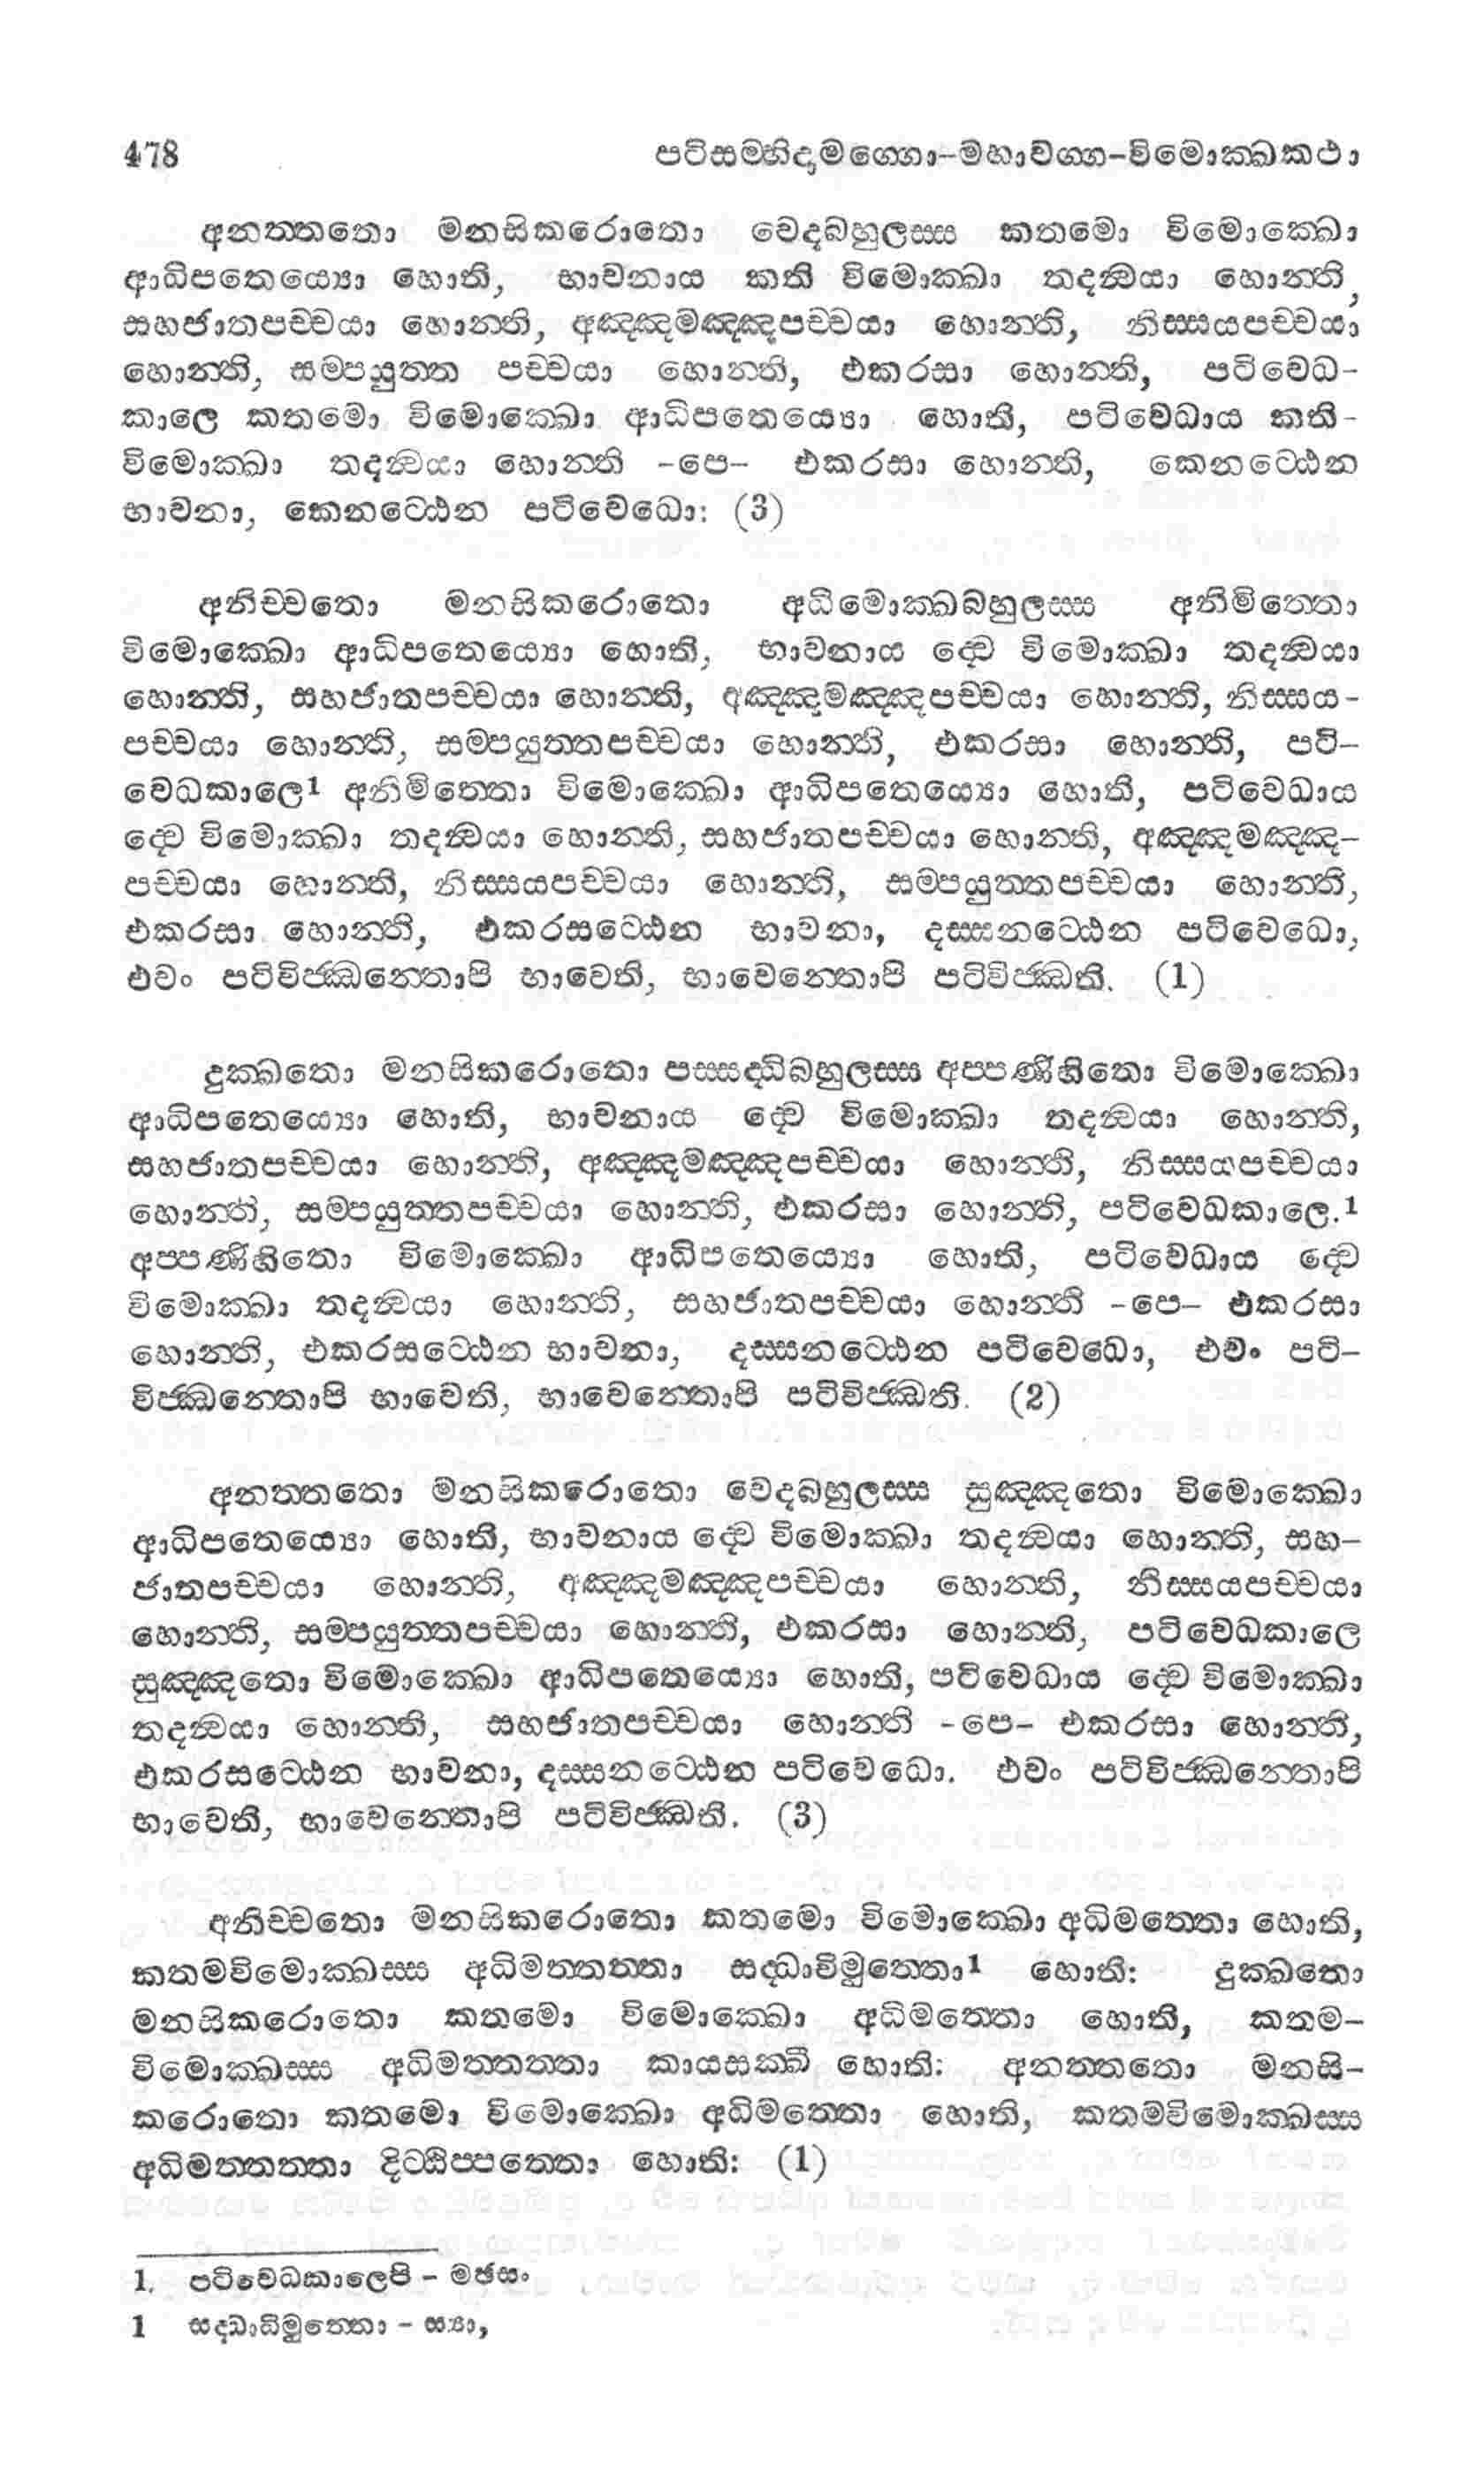 478 පටිසම්භිදාමග්ගො-මහාවග්ග-විමොක්ඛකථා
අනත්තතො මනසිකරොතො වෙදබහුලස්ස කතමො විමොක්ඛො
ආධිපතෙය්‍යො හොති, භාවනාය කති විමොක්ඛා තදන්වයා හොන්ති,
සහජාතපච්චයා හොන්ති, අඤ්ඤමඤ්ඤපච්චයා හොන්ති, නිස්සයපච්චයා
හොන්ති, සම්පයුත්ත පච්චයා හොන්ති, එකරසා හොන්ති, පටිවෙධ-
කාලෙ කතමො විමොක්ඛො ආධිපතෙය්‍යො හොති, පටිවෙධාය කති-
විමොක්ඛා තදන්වයා හොන්ති -පෙ- එකරසා හොන්ති, කෙනට්ඨෙන
භාවනා, කෙනට්ඨෙන පටිවෙධො: (3)
අනිච්චතො මනසිකරොතො අධිමොක්ඛබහුලස්ස අනිමිත්තො
විමොක්ඛො ආධිපතෙය්‍යො හොති, භාවනාය ද්වෙ විමොක්ඛා තදන්වයා
හොන්ති, සහජාතපච්චයා හොන්ති, අඤ්ඤමඤ්ඤපච්චයා හොන්ති, නිස්සය-
පච්චයා හොන්ති, සම්පයුත්තපච්චයා හොන්ති, එකරසා හොන්ති, පටි-
වෙධකාලෙ1 අනිමිත්තො විමොක්ඛො ආධිපතෙය්‍යො හොති, පටිවෙධාය
ද්වෙ විමොක්ඛා තදන්වයා හොන්ති, සහජාතපච්චයා හොන්ති, අඤ්ඤමඤ්ඤ-
පච්චයා හොන්ති, නිස්සයපච්චයා හොන්ති, සම්පයුත්තපච්චයා හොන්ති,
එකරසා හොන්ති, එකරසට්ඨෙන භාවනා, දස්සනට්ඨෙන පටිවෙධො,
එවං පටිවිජ්ඣන්තොපි භාවෙති, භාවෙන්තොපි පටිවිජ්ඣති. (1)
දුක්ඛතො මනසිකරොතො පස්සද්ධිබහුලස්ස අප්පණිහිතො විමොක්ඛො
ආධිපතෙය්‍යො හොති, භාවනාය ද්වෙ විමොක්ඛා තදන්වයා හොන්ති,
සහජාතපච්චයා හොන්ති, අඤ්ඤමඤ්ඤපච්චයා හොන්ති, නිස්සයපච්චයා
හොන්ති, සම්පයුත්තපච්චයා හොන්ති, එකරසා හොන්ති, පටිවෙධකාලෙ.1
අප්පණිහිතො විමොක්ඛො ආධිපතෙය්‍යො හොති, පටිවෙධාය ද්වෙ
විමොක්ඛා තදන්වයා හොන්ති, සහජාතපච්චයා හොන්ති -පෙ- එකරසා
හොන්ති, එකරසට්ඨෙන භාවනා, දස්සනට්ඨෙන පටිවෙධො, එවං පටි-
විජ්ඣන්තොපි භාවෙති, භාවෙන්තොපි පටිවිජ්ඣති. (2)
අනත්තතො මනසිකරොතො වෙදබහුලස්ස සුඤ්ඤතො විමොක්ඛො
ආධිපතෙය්‍යො හොති, භාවනාය ද්වෙ විමොක්ඛා තදන්වයා හොන්ති, සහ-
ජාතපච්චයා හොන්ති, අඤ්ඤමඤ්ඤපච්චයා හොන්ති, නිස්සයපච්චයා
හොන්ති, සම්පයුත්තපච්චයා හොන්ති, එකරසා හොන්ති, පටිවෙධකාලෙ
සුඤ්ඤතො විමොක්ඛො ආධිපතෙය්‍යො හොති, පටිවෙධාය ද්වෙ විමොක්ඛා
තදන්වයා හොන්ති, සහජාතපච්චයා හොන්ති -පෙ- එකරසා හොන්ති,
එකරසට්ඨෙන භාවනා, දස්සනට්ඨෙන පටිවෙධො. එවං පටිවිජ්ඣන්තොපි
භාවෙති, භාවෙන්තොපි පටිවිජ්ඣති. (3)
අනිච්චතො මනසිකරොතො කතමො විමොක්ඛො අධිමත්තො හොති,
කතමවිමොක්ඛස්ස අධිමත්තත්තා සද්ධාවිමුත්තො1 හොති: දුක්ඛතො
මනසිකරොතො කතමො විමොක්ඛො අධිමත්තො හොති, කතම-
විමොක්ඛස්ස අධිමත්තත්තා කායසක්ඛී හොති: අනත්තතො මනසි-
කරොතො කතමො විමොක්ඛො අධිමත්තො හොති, කතමවිමොක්ඛස්ස
අධිමත්තත්තා දිට්ඨිප්පත්තො හොති: (1)
1. පටිවෙධකාලෙපි - මඡසං
1 සද්ධාධිමුත්තො - ස්‍යා,